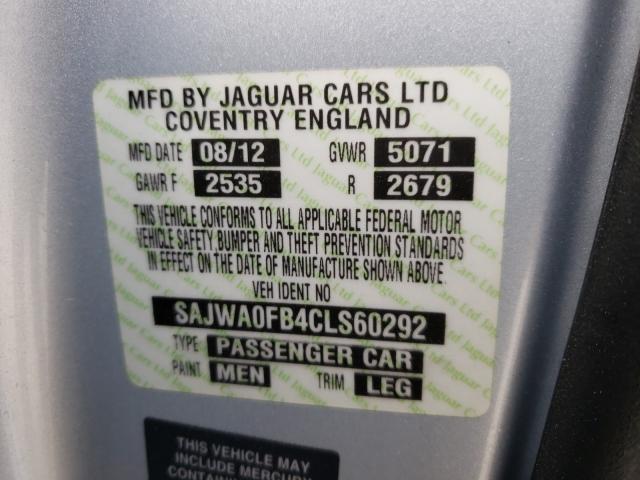 MFD BY JAGUAR CARS LTD
COVENTRY ENGLAND
MFD DATE 08/12 GVWR 5071
GAWR F 2535 R 2679
THIS VEHICLE CONFORMS TO ALL APPLICABLE FEDERAL MOTOR
VEHICLE SAFETY BUMPER AND THEFT PREVENTION STANDARDS
IN EFFECT ON THE DATE OF MANUFACTURE SHOWN ABOVE.
VEH IDENT NO
SAJWA0FB4CLS60292
TYPE PASSENGER CAR
PAINT MEN TRIM LEG
THIS VEHICLE MAY
INCLUDE MERCURY